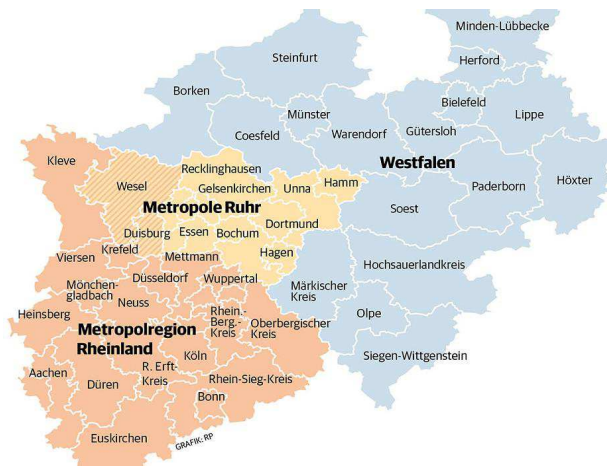 Minden-Lübbecke
Steinfurt
Herford
Borken
Bielefeld
Münster
Lippe
Coesfeld
Warendorf
Gütersloh
Kleve
Westfalen
Recklinghausen
Höxter
Wesel
Gelsenkirchen
Unna
Hamm
Paderborn
Metropole Ruhr
Soest
Duisburg
Essen
Bochum
Dortmund
Krefeld
Hagen
Viersen
Mettmann
Hochsauerlandkreis
Mönchen-
gladbach
Düsseldorf
Wuppertal
Märkischer
Kreis
Neuss
Heinsberg
Rhein.-
Berg.-
Kreis
Oberbergischer
Kreis
Olpe
Metropolregion
Rheinland
Köln
Siegen-Wittgenstein
Aachen
Düren
R. Erft-
Kreis
Rhein-Sieg-Kreis
Bonn
Euskirchen
GRAFIK: RP